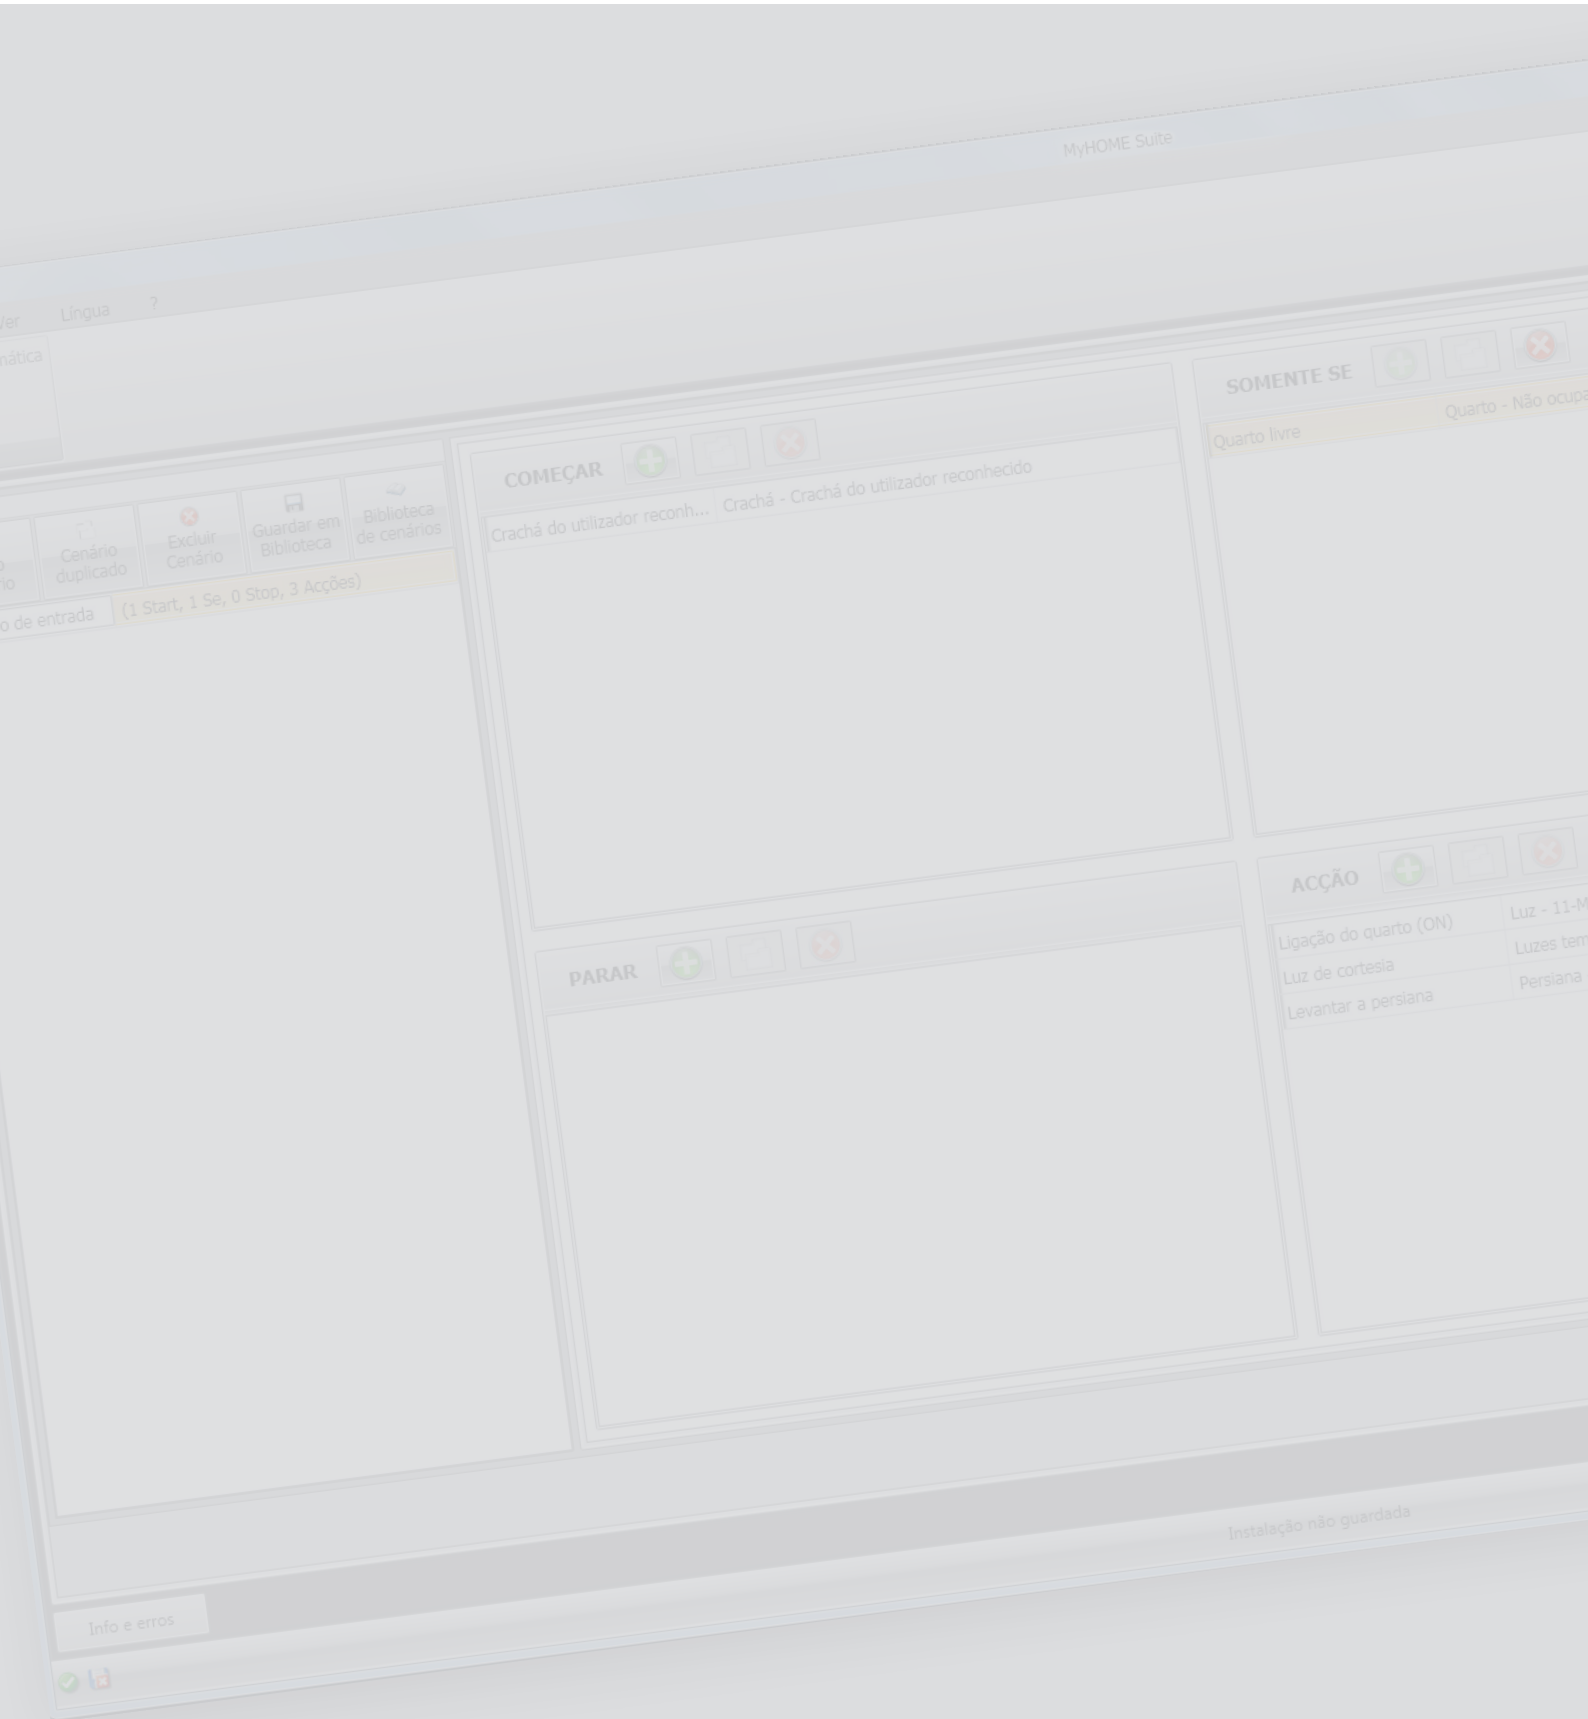 MyHOME Suite
Ver Língua ?
mática
Cenário
duplicado
Excluir
Cenário
Guardar em
Biblioteca
Biblioteca
de cenários
o de entrada (1 Start, 1 Se, 0 Stop, 3 Acções)
COMEÇAR
Crachá do utilizador reconh... Crachá - Crachá do utilizador reconhecido
SOMENTE SE
Quarto livre Quarto - Não ocupa
PARAR
ACÇÃO
Ligação do quarto (ON) Luz - 11-M
Luz de cortesia Luzes tem
Levantar a persiana Persiana
Instalação não guardada
Info e erros